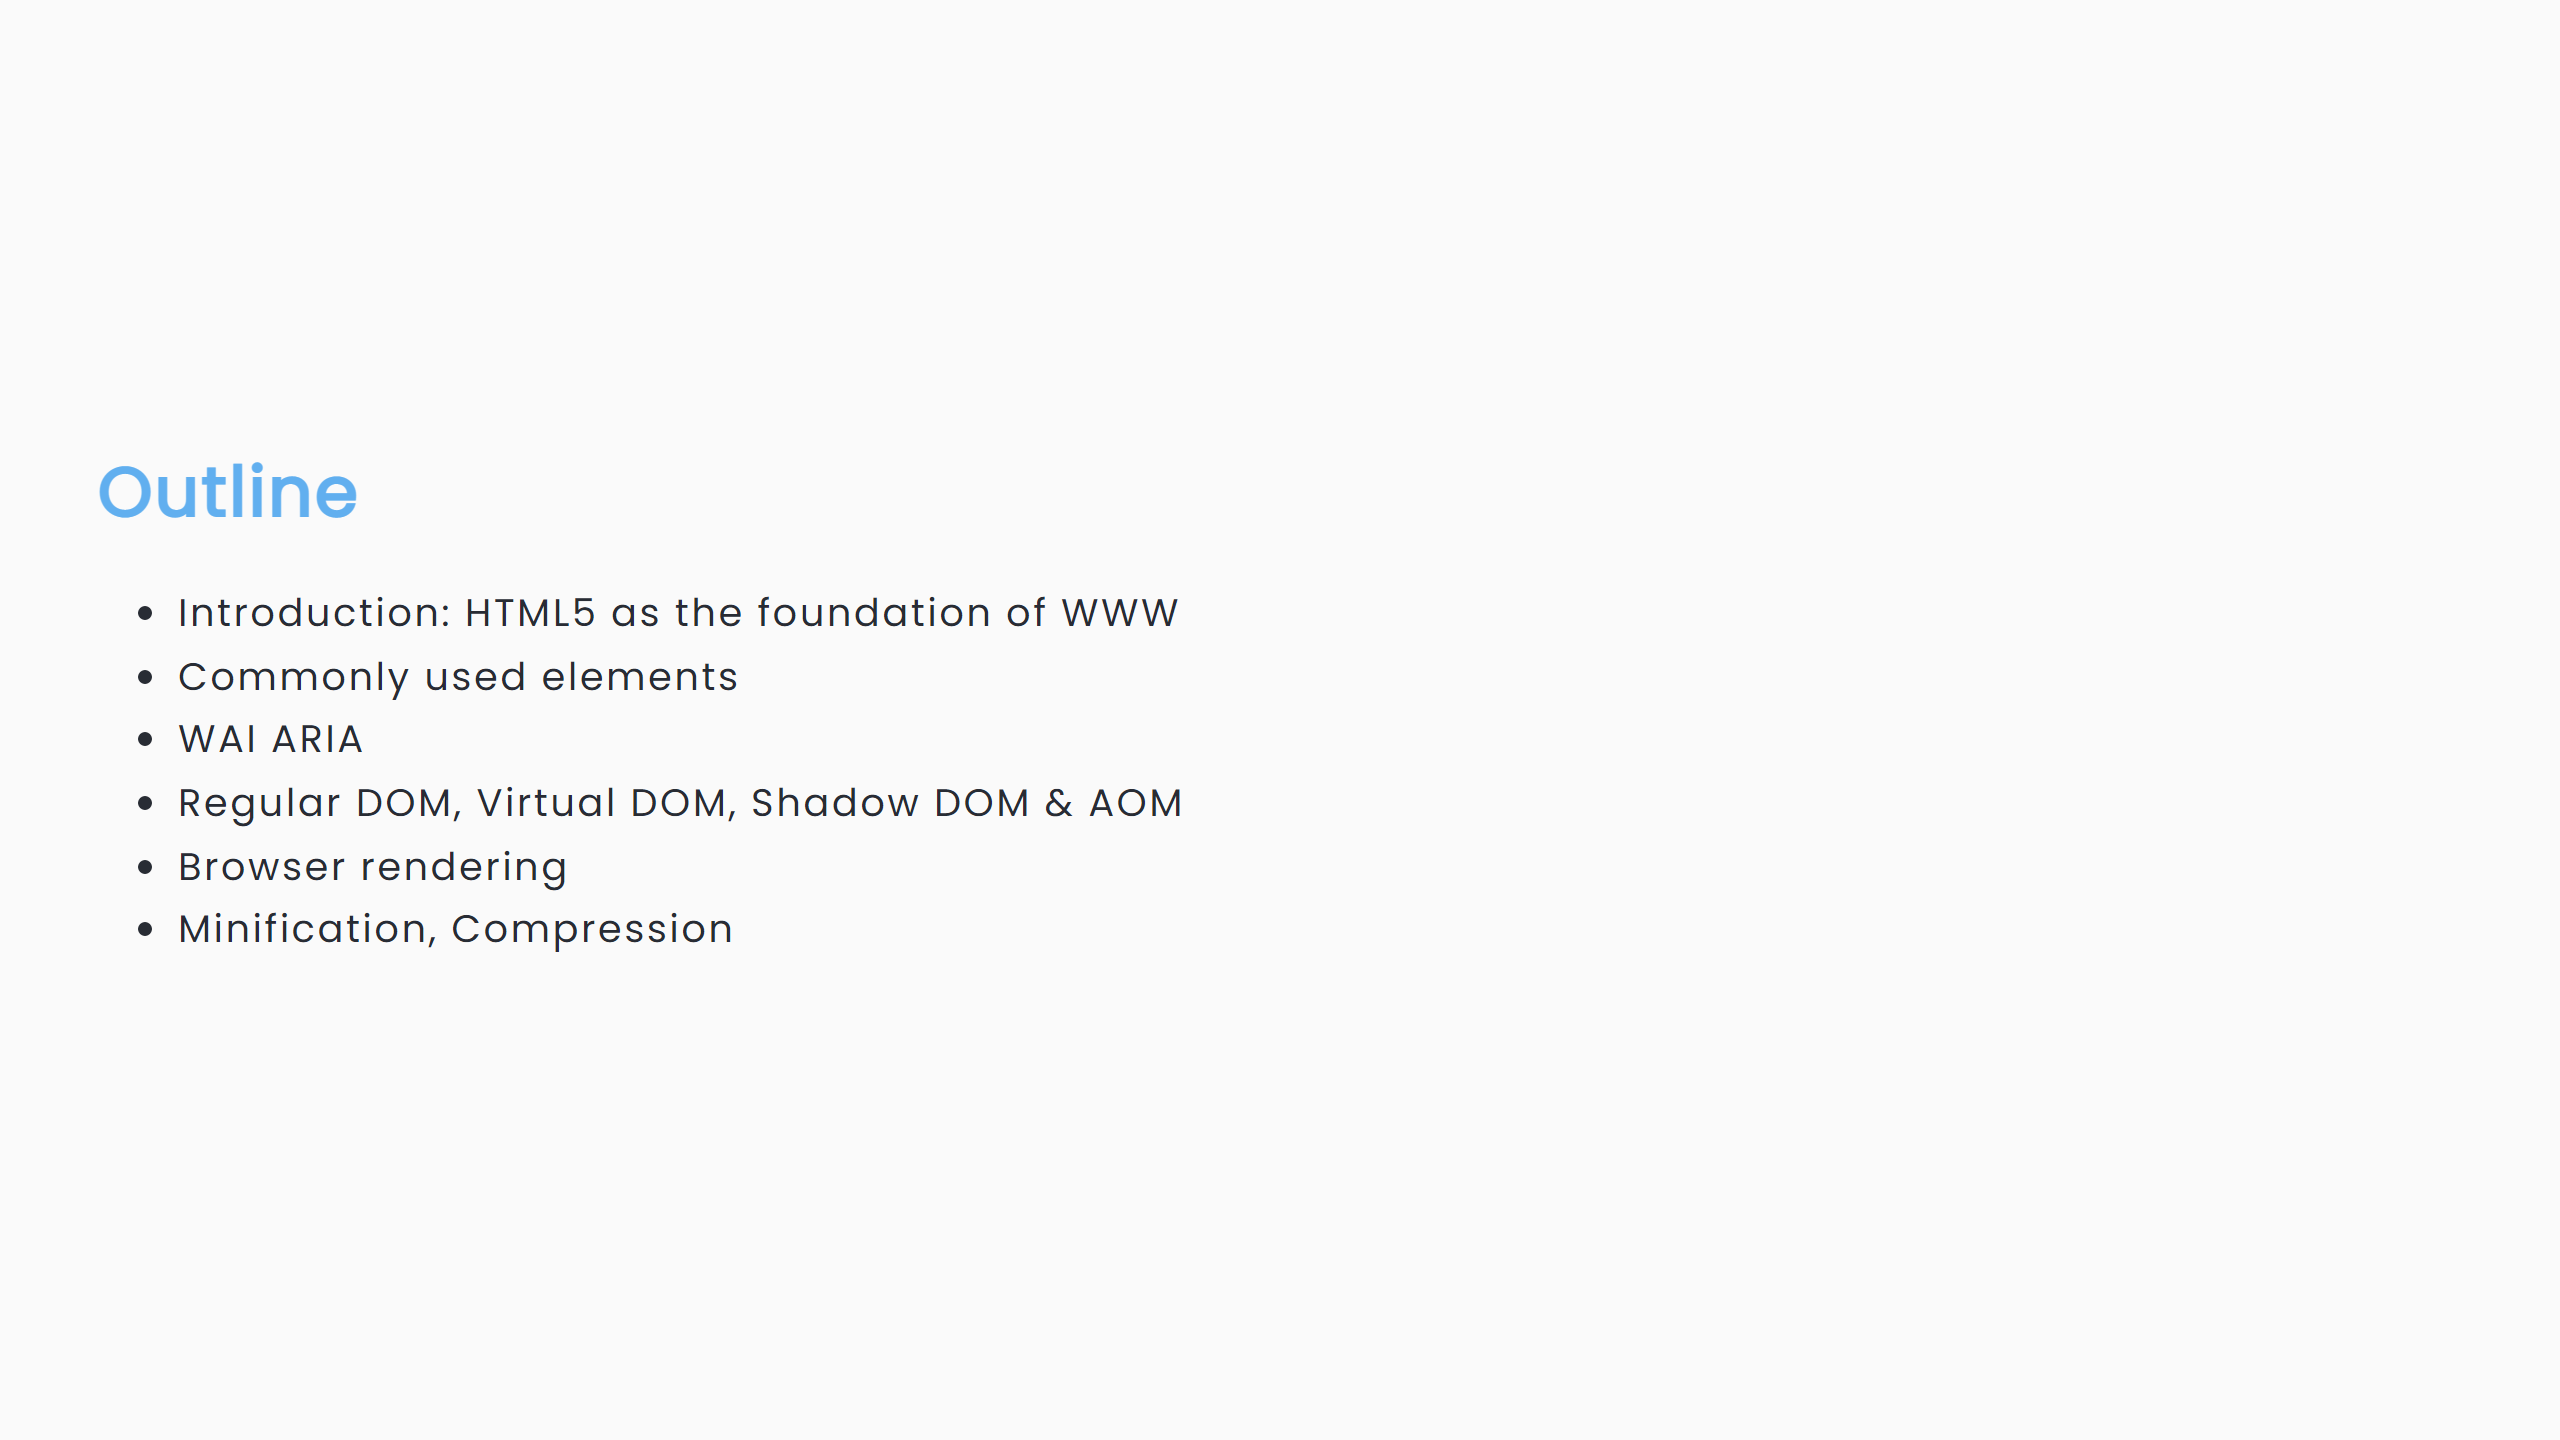 Outline
Introduction: HTML5 as the foundation of WWW
Commonly used elements
WAI ARIA
Regular DOM, Virtual DOM, Shadow DOM & AOM
Browser rendering
Minification, Compression